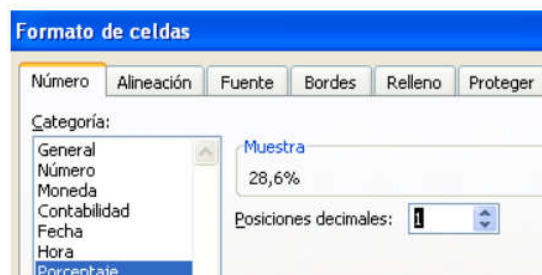 Formato de celdas
Número Alineación Fuente Bordes Relleno Proteger
Categoría:
General
Número
Moneda
Contabilidad
Fecha
Hora
Porcentaje
Muestra
28,6%
Posiciones decimales: 1